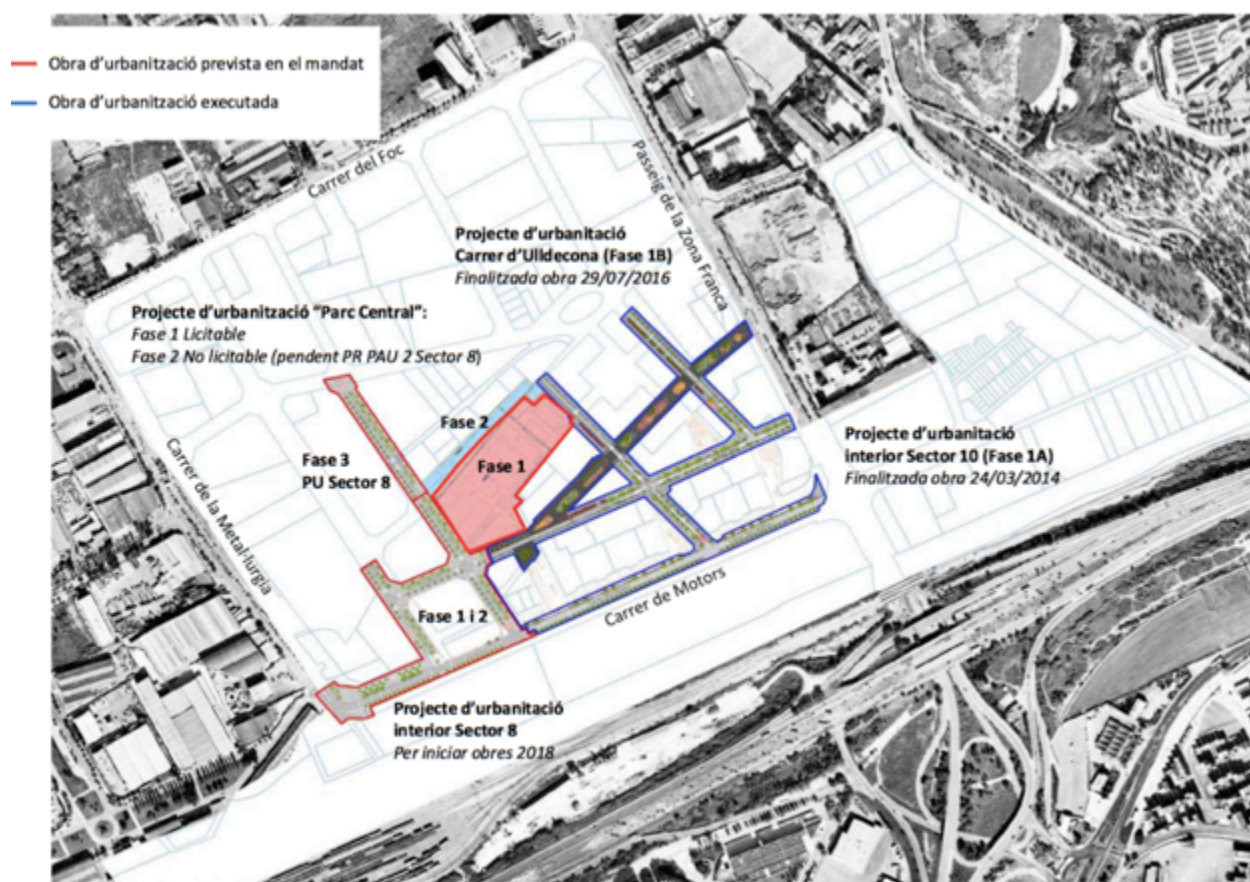 Obra d'urbanització prevista en el mandat
Obra d'urbanització executada
Carrer del Foc
Passeig de la Zona Franca
Projecte d'urbanitació
Carrer d'Ulldecona (Fase 1B)
Finalitzada obra 29/07/2016
Projecte d'urbanització "Parc Central":
Fase 1 Licitable
Fase 2 No licitable (pendent PR PAU 2 Sector 8)
Fase 2
Fase 1
Fase 3
PU Sector 8
Carrer de la Metal·lurgia
Projecte d'urbanitació
interior Sector 10 (Fase 1A)
Finalitzada obra 24/03/2014
Fase 1 i 2
Carrer de Motors
Projecte d'urbanitació
interior Sector 8
Per iniciar obres 2018